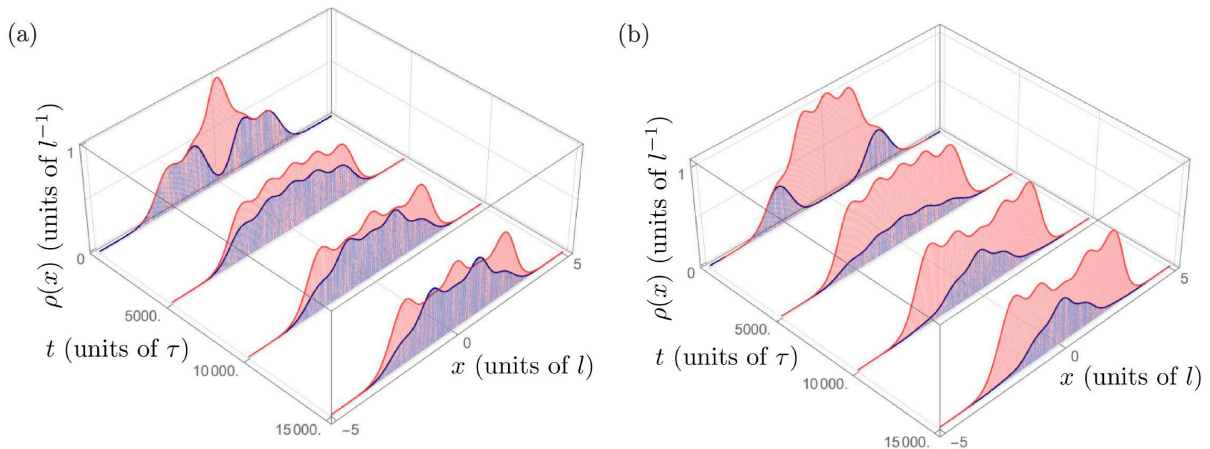 (a)
1
ρ(x) (units of l⁻¹)
0
5000.
t (units of τ)
10 000.
15 000.
−5
0
x (units of l)
5
(b)
1
ρ(x) (units of l⁻¹)
0
5000.
t (units of τ)
10 000.
15 000.
−5
0
x (units of l)
5